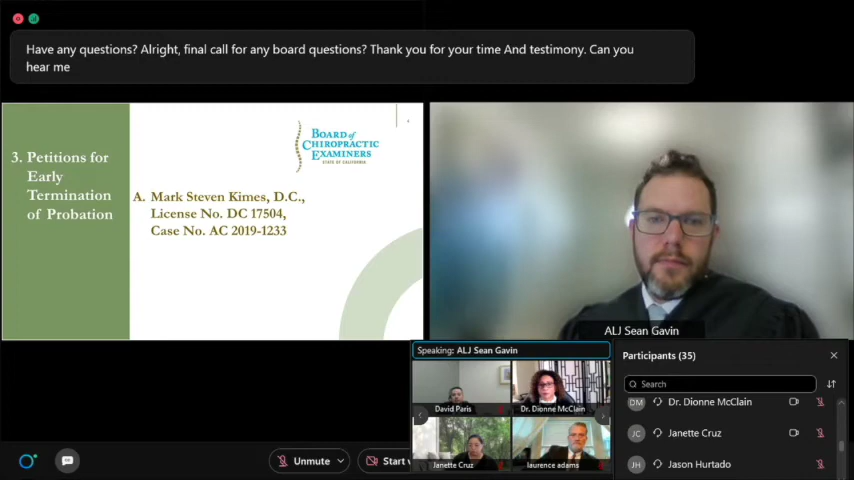 Have any questions? Alright, final call for any board questions? Thank you for your time And testimony. Can you
hear me
3. Petitions for
Early
Termination
of Probation
BOARD of
CHIROPRACTIC
EXAMINERS
STATE OF CALIFORNIA
A. Mark Steven Kimes, D.C.,
License No. DC 17504,
Case No. AC 2019-1233
ALJ Sean Gavin
Speaking: ALJ Sean Gavin
David Paris
Dr. Dionne McClain
Janette Cruz
laurence adams
Participants (35)
Search
DM Dr. Dionne McClain
JC Janette Cruz
JH Jason Hurtado
Unmute
Start v